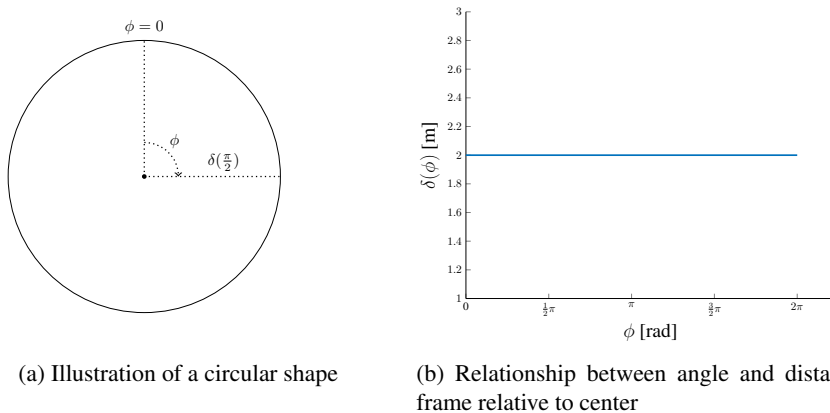 ϕ = 0
ϕ
δ(π/2)
(a) Illustration of a circular shape
3
2.8
2.6
2.4
2.2
2
1.8
1.6
1.4
1.2
1
δ(ϕ) [m]
0
1/2π
π
3/2π
2π
ϕ [rad]
(b) Relationship between angle and dista
frame relative to center